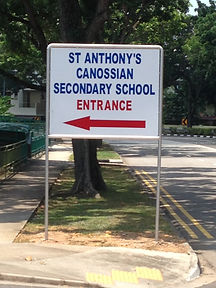 ST ANTHONY'S
CANOSSIAN
SECONDARY SCHOOL
ENTRANCE